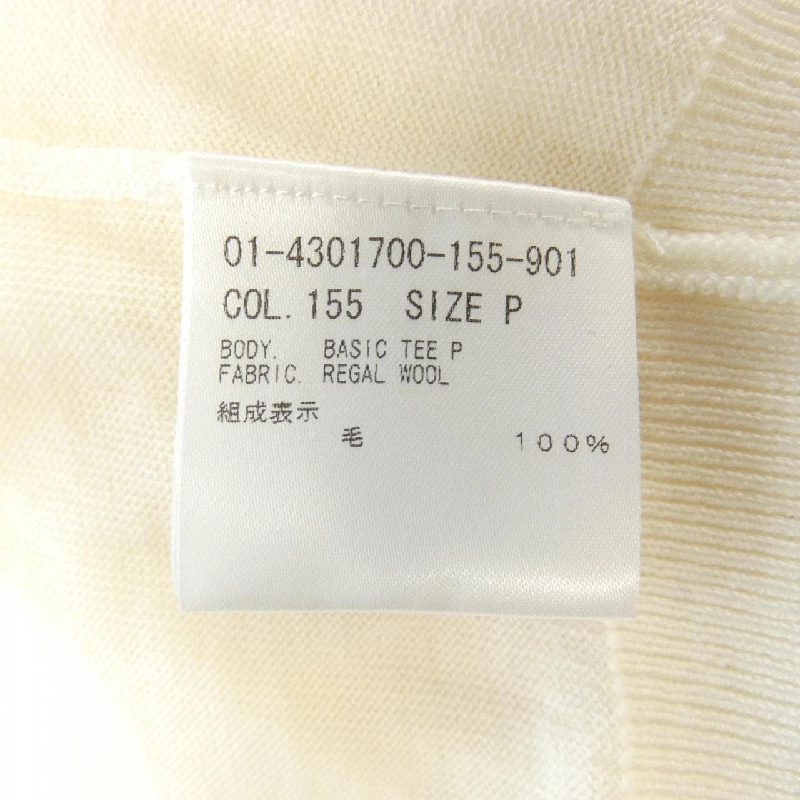 01-4301700-155-901
COL. 155 SIZE P
BODY. BASIC TEE P
FABRIC. REGAL WOOL
組成表示
毛 100%